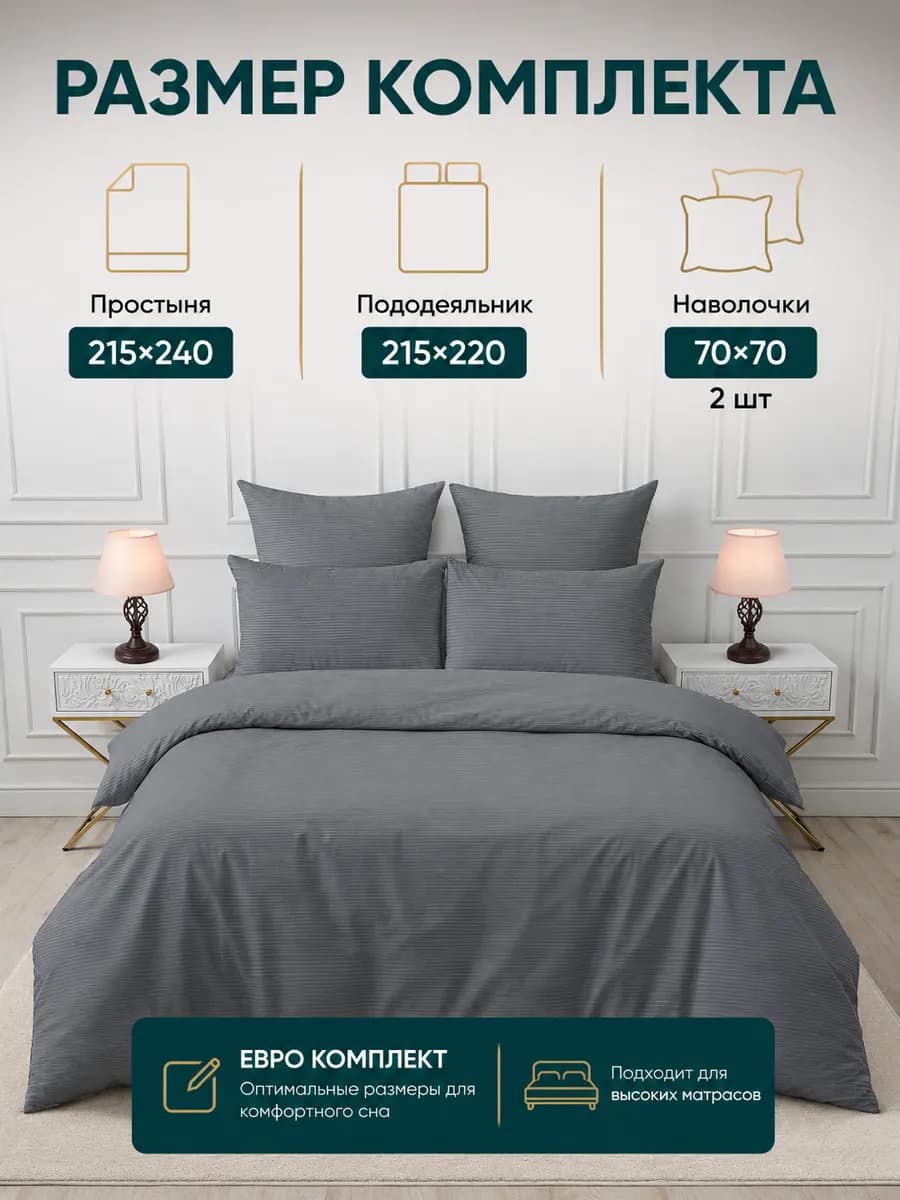 РАЗМЕР КОМПЛЕКТА
Простыня
215×240
Пододеяльник
215×220
Наволочки
70×70
2 шт
ЕВРО КОМПЛЕКТ
Оптимальные размеры для
комфортного сна
Подходит для
высоких матрасов